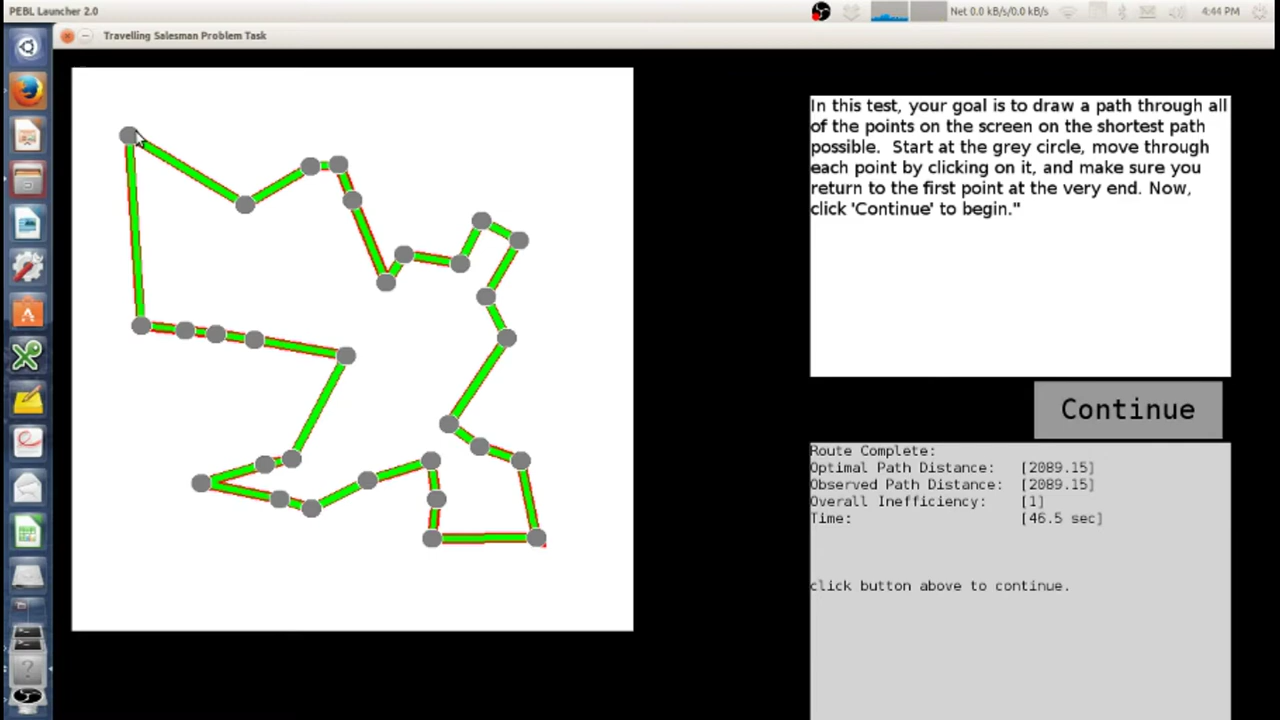 PEBL Launcher 2.0
Net 0.0 kB/s/0.0 kB/s
4:44 PM
Travelling Salesman Problem Task
In this test, your goal is to draw a path through all
of the points on the screen on the shortest path
possible.  Start at the grey circle, move through
each point by clicking on it, and make sure you
return to the first point at the very end. Now,
click 'Continue' to begin."
Continue
Route Complete:
Optimal Path Distance:   [2089.15]
Observed Path Distance:  [2089.15]
Overall Inefficiency:    [1]
Time:                    [46.5 sec]
click button above to continue.